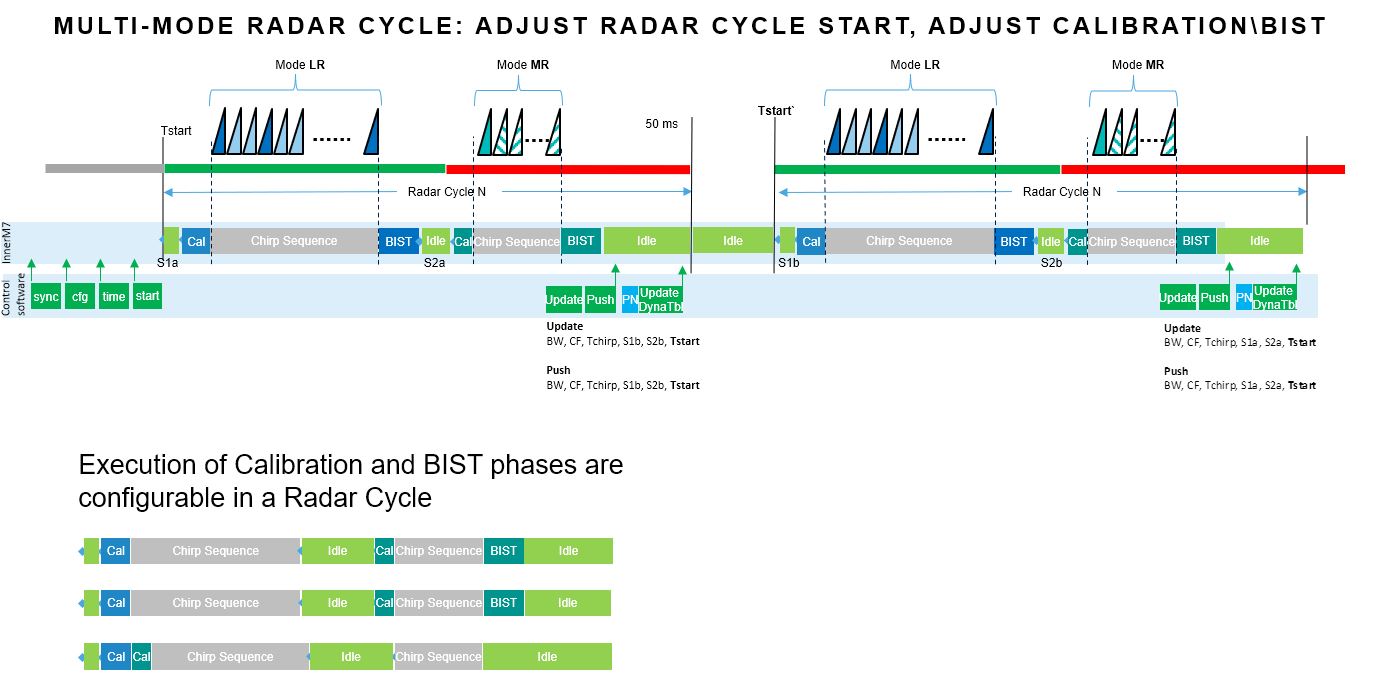 MULTI-MODE RADAR CYCLE: ADJUST RADAR CYCLE START, ADJUST CALIBRATION\BIST
Mode LR
Mode MR
Mode LR
Mode MR
Tstart
50 ms
Tstart`
Radar Cycle N
Radar Cycle N
InnerM7
Cal
Chirp Sequence
BIST
Idle
Cal
Chirp Sequence
BIST
Idle
Idle
Cal
Chirp Sequence
BIST
Idle
Cal
Chirp Sequence
BIST
Idle
S1a
S2a
S1b
S2b
Control
software
sync
cfg
time
start
Update
Push
PN
Update
DynaTbl
Update
Push
PN
Update
DynaTbl
Update
BW, CF, Tchirp, S1b, S2b, Tstart
Push
BW, CF, Tchirp, S1b, S2b, Tstart
Update
BW, CF, Tchirp, S1a, S2a, Tstart
Push
BW, CF, Tchirp, S1a, S2a, Tstart
Execution of Calibration and BIST phases are
configurable in a Radar Cycle
Cal
Chirp Sequence
Idle
Cal
Chirp Sequence
BIST
Idle
Cal
Chirp Sequence
Idle
Cal
Chirp Sequence
BIST
Idle
Cal
Cal
Chirp Sequence
Idle
Chirp Sequence
Idle